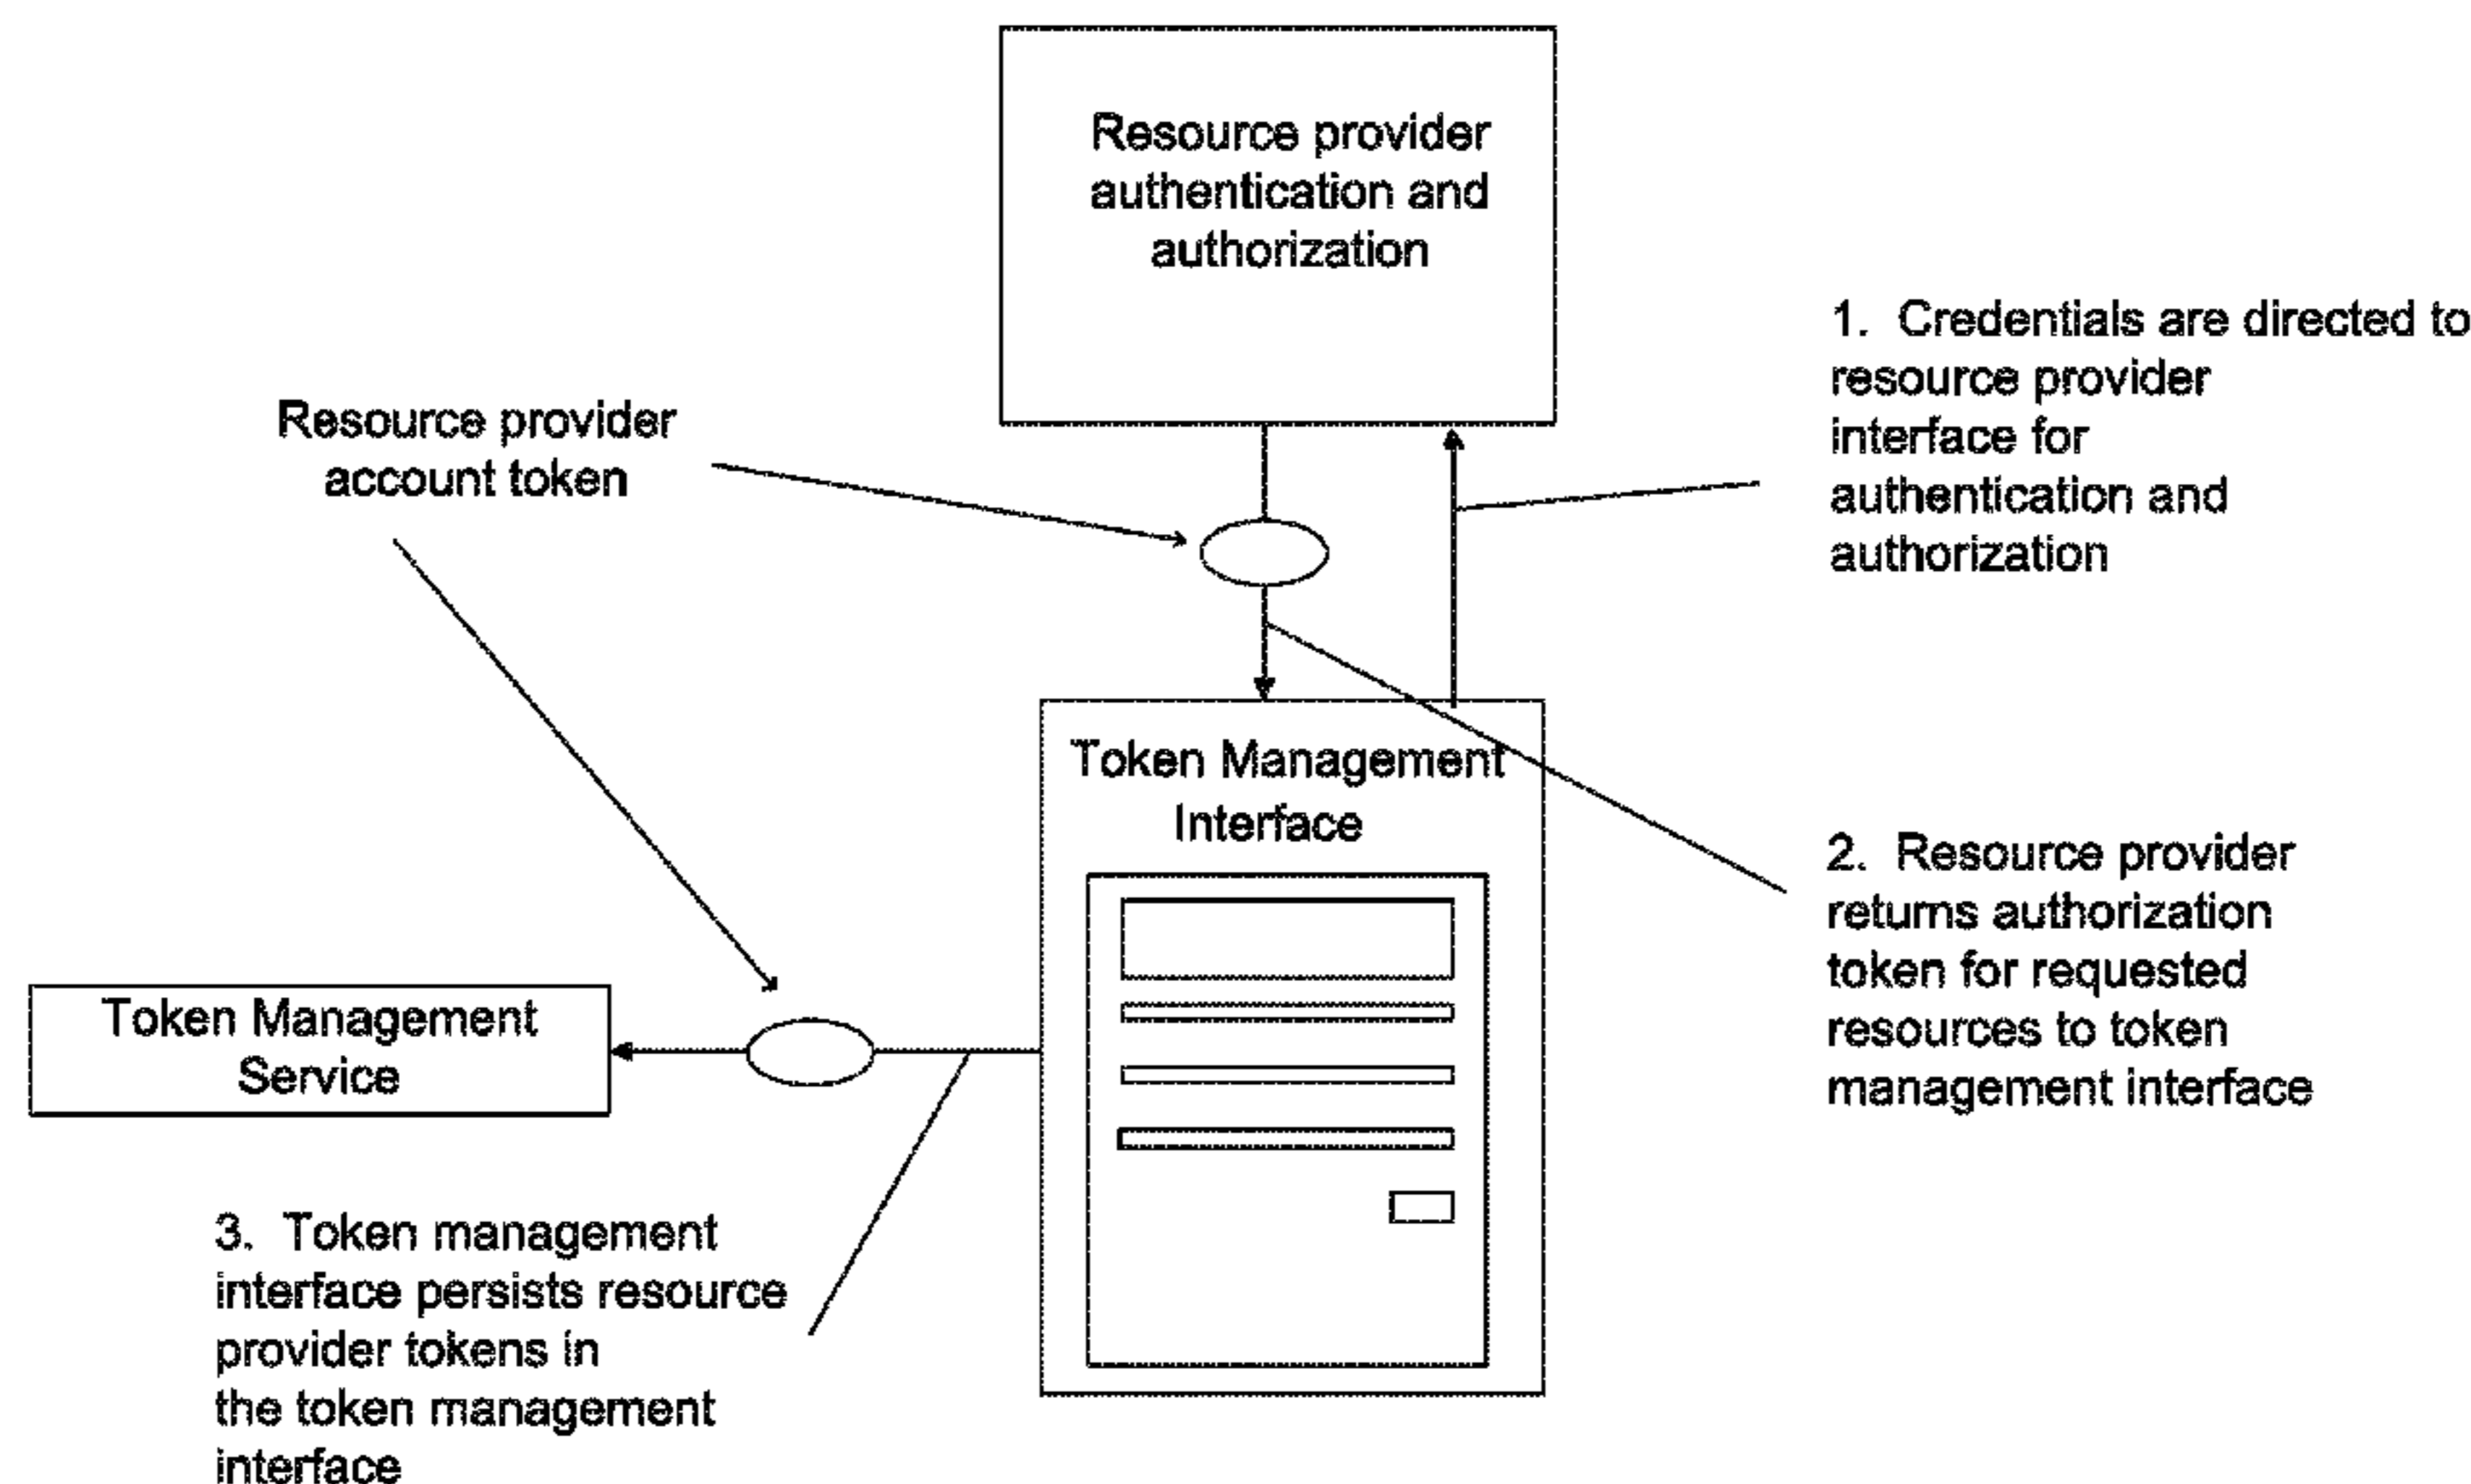 Resource provider
authentication and
authorization
1. Credentials are directed to
resource provider
interface for
authentication and
authorization
Resource provider
account token
Token Management
Interface
2. Resource provider
returns authorization
token for requested
resources to token
management interface
Token Management
Service
3. Token management
interface persists resource
provider tokens in
the token management
interface